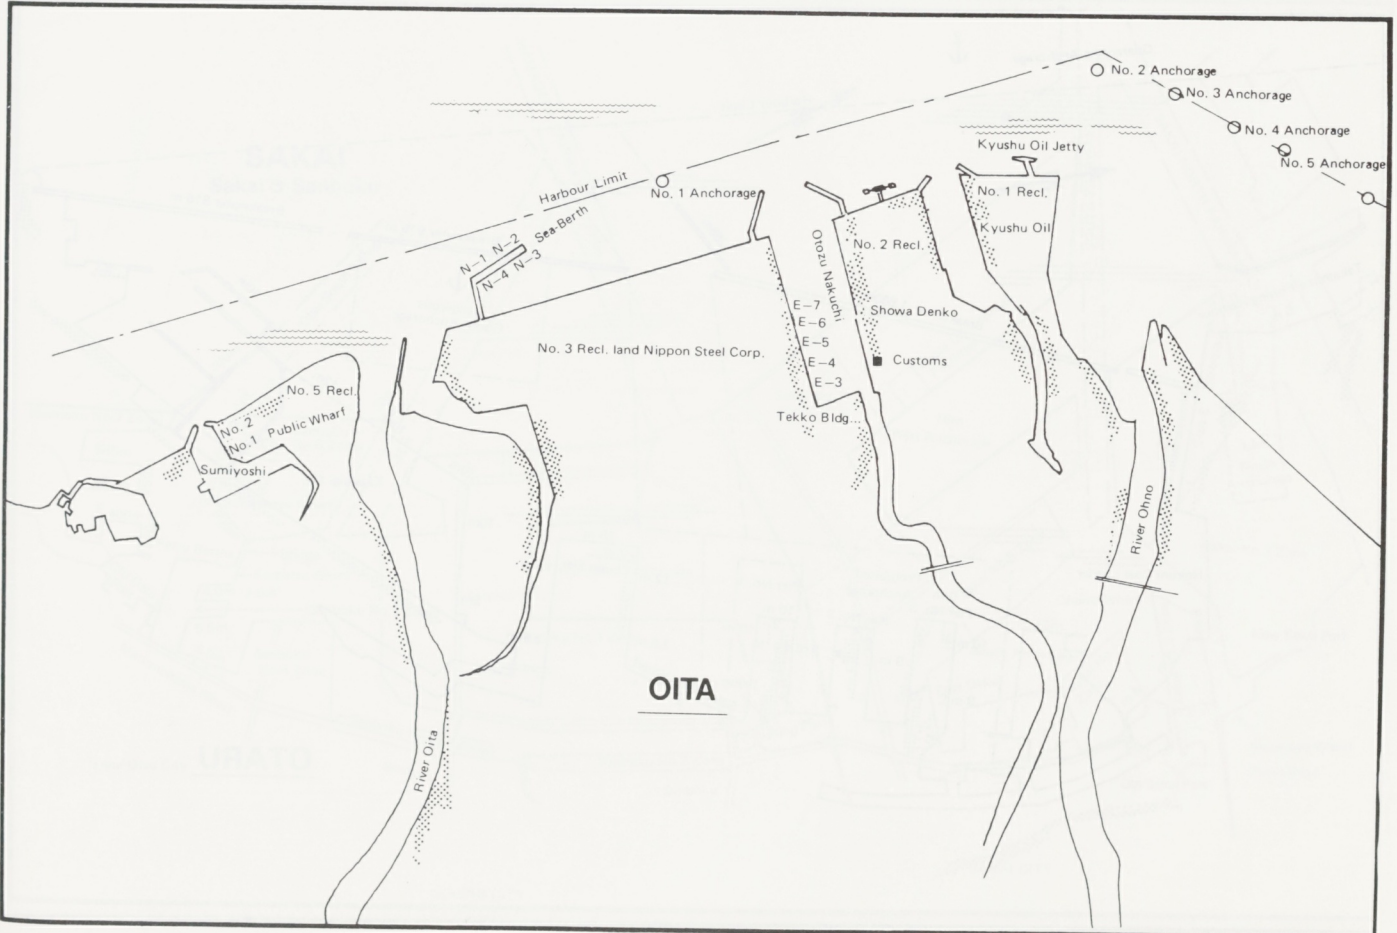 No. 2 Anchorage
No. 3 Anchorage
No. 4 Anchorage
No. 5 Anchorage
Kyushu Oil Jetty
Harbour Limit
No. 1 Anchorage
No. 1 Recl.
Kyushu Oil
Sea-Berth
N-1 N-2
N-4 N-3
Otozu Nakuchi
No. 2 Recl.
E-7
E-6
E-5
E-4
E-3
Showa Denko
Customs
No. 3 Recl. land Nippon Steel Corp.
Tekko Bldg.
No. 5 Recl.
No. 2
No.1 Public Wharf
Sumiyoshi
River Ohno
OITA
River Oita
SAKAI
URATO